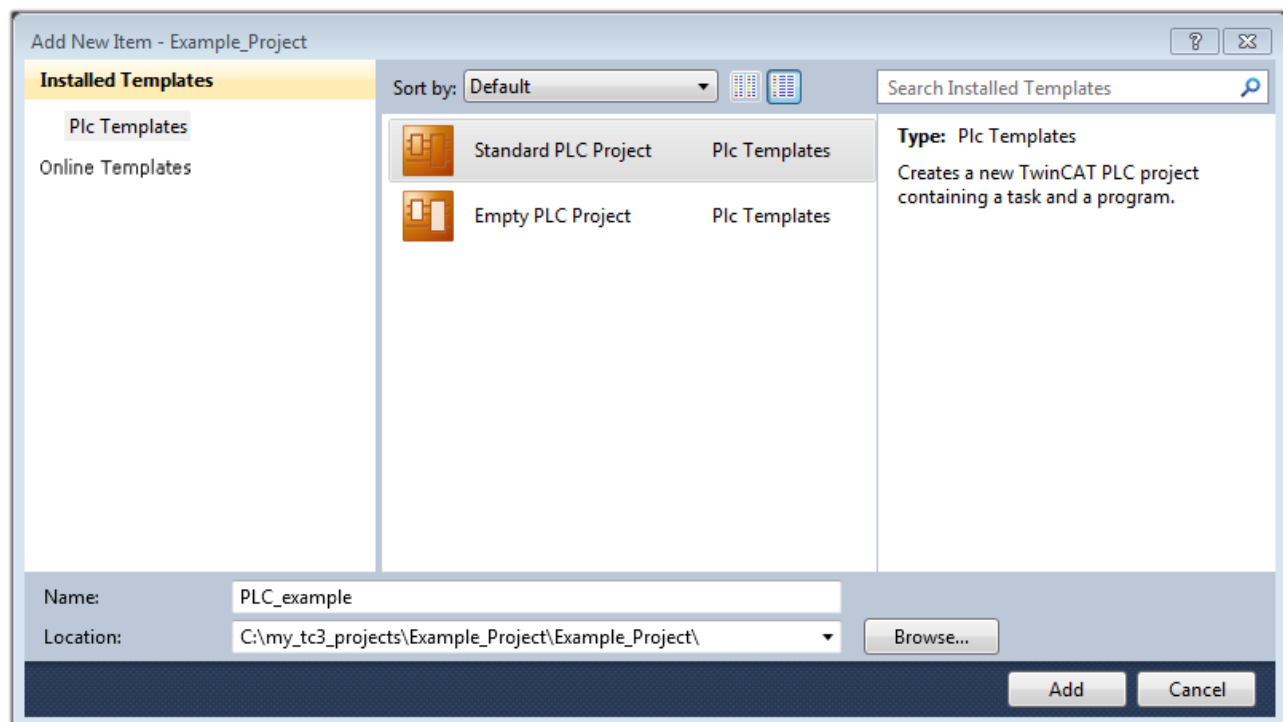 Add New Item - Example_Project
Installed Templates
Plc Templates
Online Templates
Sort by: Default
Search Installed Templates
Standard PLC Project Plc Templates
Empty PLC Project Plc Templates
Type: Plc Templates
Creates a new TwinCAT PLC project
containing a task and a program.
Name: PLC_example
Location: C:\my_tc3_projects\Example_Project\Example_Project\
Browse...
Add Cancel